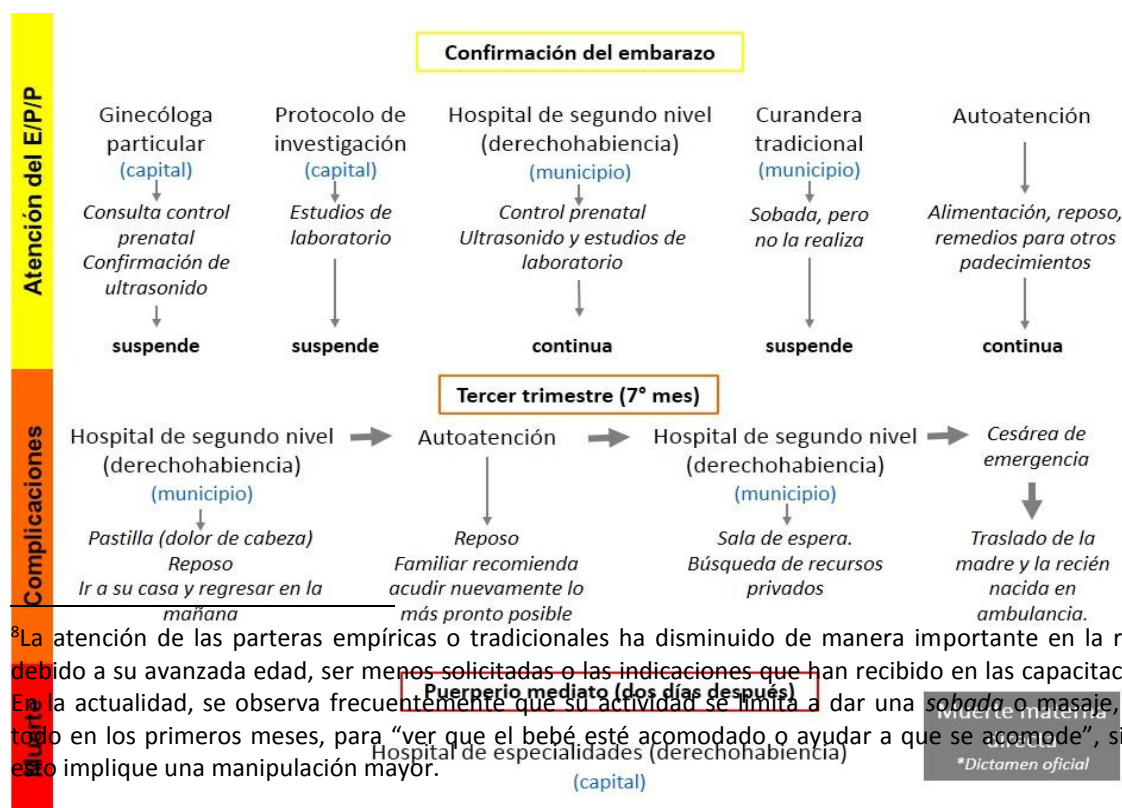 Confirmación del embarazo
Atención del E/P/P
Ginecóloga
particular
(capital)
Consulta control
prenatal
Confirmación de
ultrasonido
suspende
Protocolo de
investigación
(capital)
Estudios de
laboratorio
suspende
Hospital de segundo nivel
(derechohabiencia)
(municipio)
Control prenatal
Ultrasonido y estudios de
laboratorio
continua
Curandera
tradicional
(municipio)
Sobada, pero
no la realiza
suspende
Autoatención
Alimentación, reposo,
remedios para otros
padecimientos
continua
Tercer trimestre (7° mes)
Complicaciones
Hospital de segundo nivel
(derechohabiencia)
(municipio)
Pastilla (dolor de cabeza)
Reposo
Ir a su casa y regresar en la
mañana
Autoatención
Reposo
Familiar recomienda
acudir nuevamente lo
más pronto posible
Hospital de segundo nivel
(derechohabiencia)
(municipio)
Sala de espera.
Búsqueda de recursos
privados
Cesárea de
emergencia
Traslado de la
madre y la recién
nacida en
ambulancia.
8La atención de las parteras empíricas o tradicionales ha disminuido de manera importante en la r
debido a su avanzada edad, ser menos solicitadas o las indicaciones que han recibido en las capacitac
En la actualidad, se observa frecuentemente que su actividad se limita a dar una sobada o masaje,
todo en los primeros meses, para “ver que el bebé esté acomodado o ayudar a que se acomode”, si
esto implique una manipulación mayor.
Muerte
Puerperio mediato (dos días después)
Hospital de especialidades (derechohabiencia)
(capital)
Muerte materna
directa
*Dictamen oficial